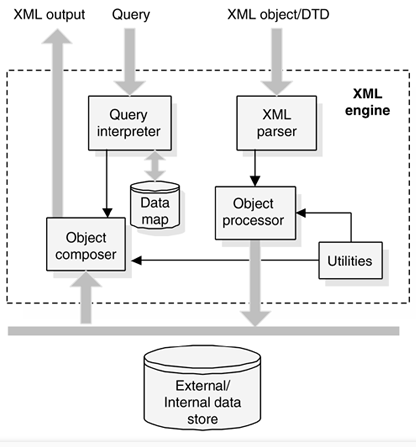 XML output
Query
XML object/DTD
XML
engine
Query
interpreter
XML
parser
Data
map
Object
processor
Object
composer
Utilities
External/
Internal data
store